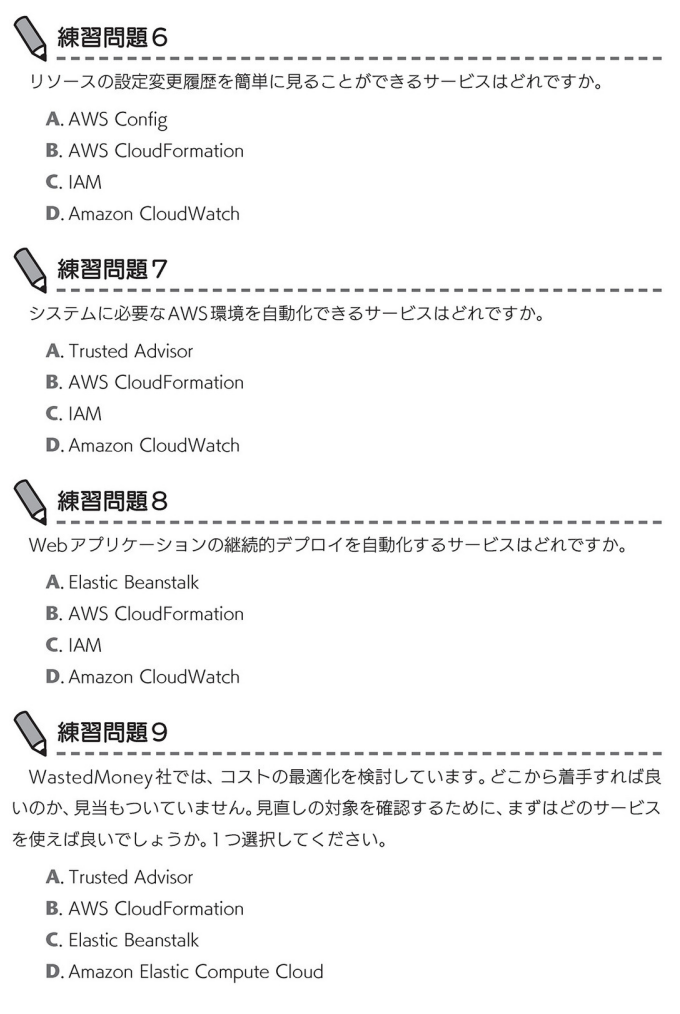 練習問題6
リソースの設定変更履歴を簡単に見ることができるサービスはどれですか。
A. AWS Config
B. AWS CloudFormation
C. IAM
D. Amazon CloudWatch
練習問題7
システムに必要なAWS環境を自動化できるサービスはどれですか。
A. Trusted Advisor
B. AWS CloudFormation
C. IAM
D. Amazon CloudWatch
練習問題8
Webアプリケーションの継続的デプロイを自動化するサービスはどれですか。
A. Elastic Beanstalk
B. AWS CloudFormation
C. IAM
D. Amazon CloudWatch
練習問題9
WastedMoney社では、コストの最適化を検討しています。どこから着手すれば良
いのか、見当もついていません。見直しの対象を確認するために、まずはどのサービス
を使えば良いでしょうか。1つ選択してください。
A. Trusted Advisor
B. AWS CloudFormation
C. Elastic Beanstalk
D. Amazon Elastic Compute Cloud